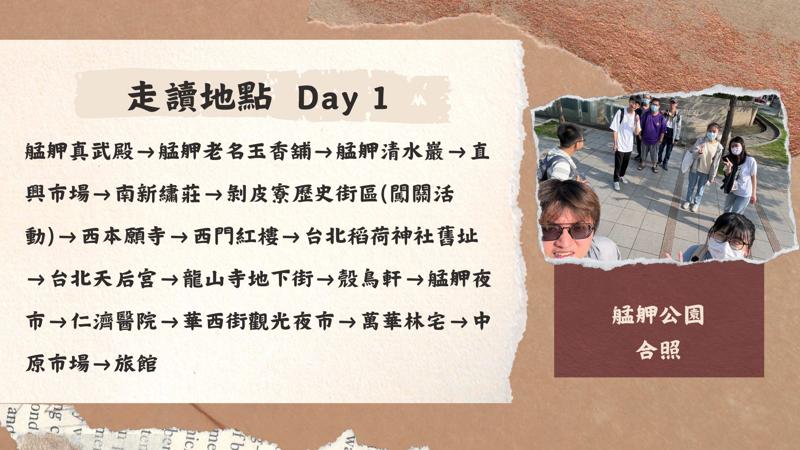 走讀地點 Day 1
艋舺真武殿→艋舺老名玉香舖→艋舺清水巖→直
興市場→南新繡莊→剝皮寮歷史街區(闖關活
動)→西本願寺→西門紅樓→台北稻荷神社舊址
→台北天后宮→龍山寺地下街→殼鳥軒→艋舺夜
市→仁濟醫院→華西街觀光夜市→萬華林宅→中
原市場→旅館
艋舺公園
合照